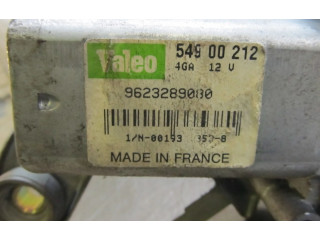 Valeo
549 00 212
4GA 12 V
9623289080
1/N-00193 352-8
MADE IN FRANCE